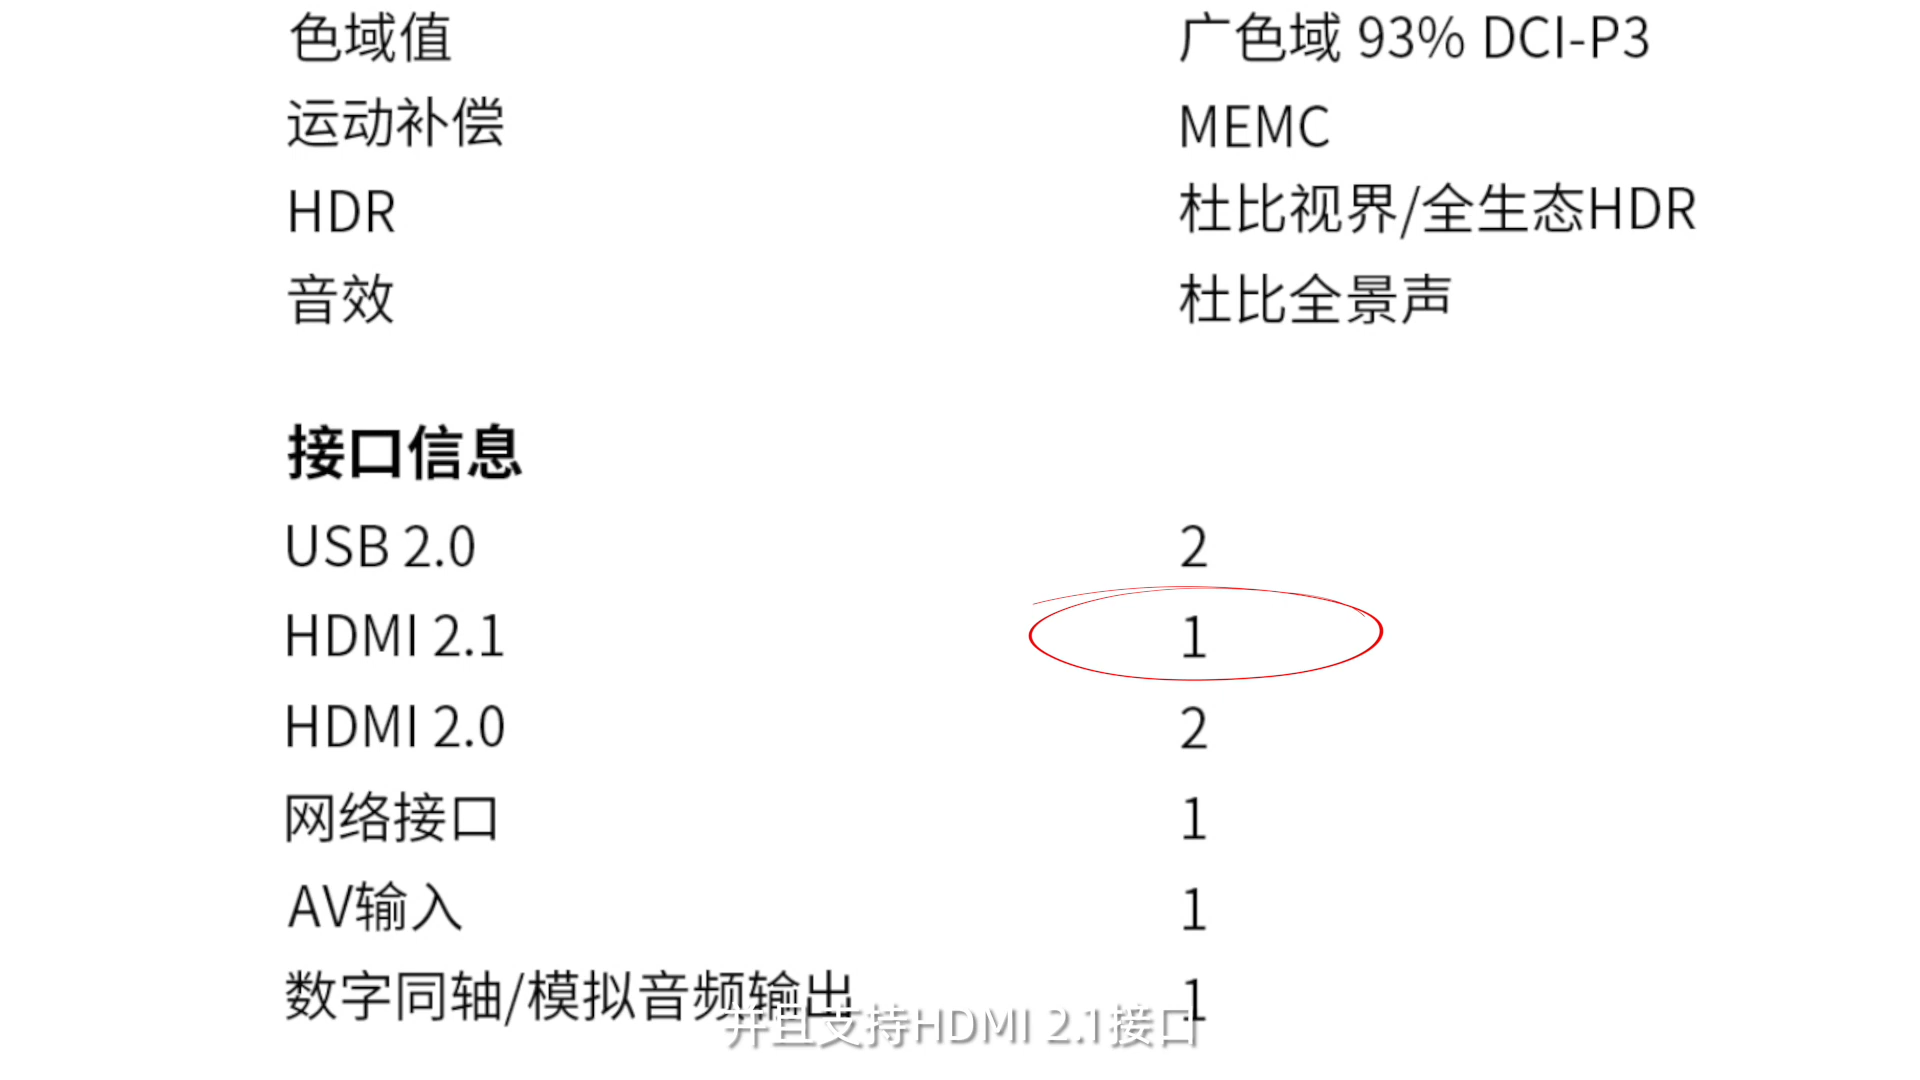 色域值 广色域 93% DCI-P3
运动补偿 MEMC
HDR 杜比视界/全生态HDR
音效 杜比全景声
接口信息
USB 2.0 2
HDMI 2.1 1
HDMI 2.0 2
网络接口 1
AV输入 1
数字同轴/模拟音频输出 1
并且支持HDMI 2.1接口